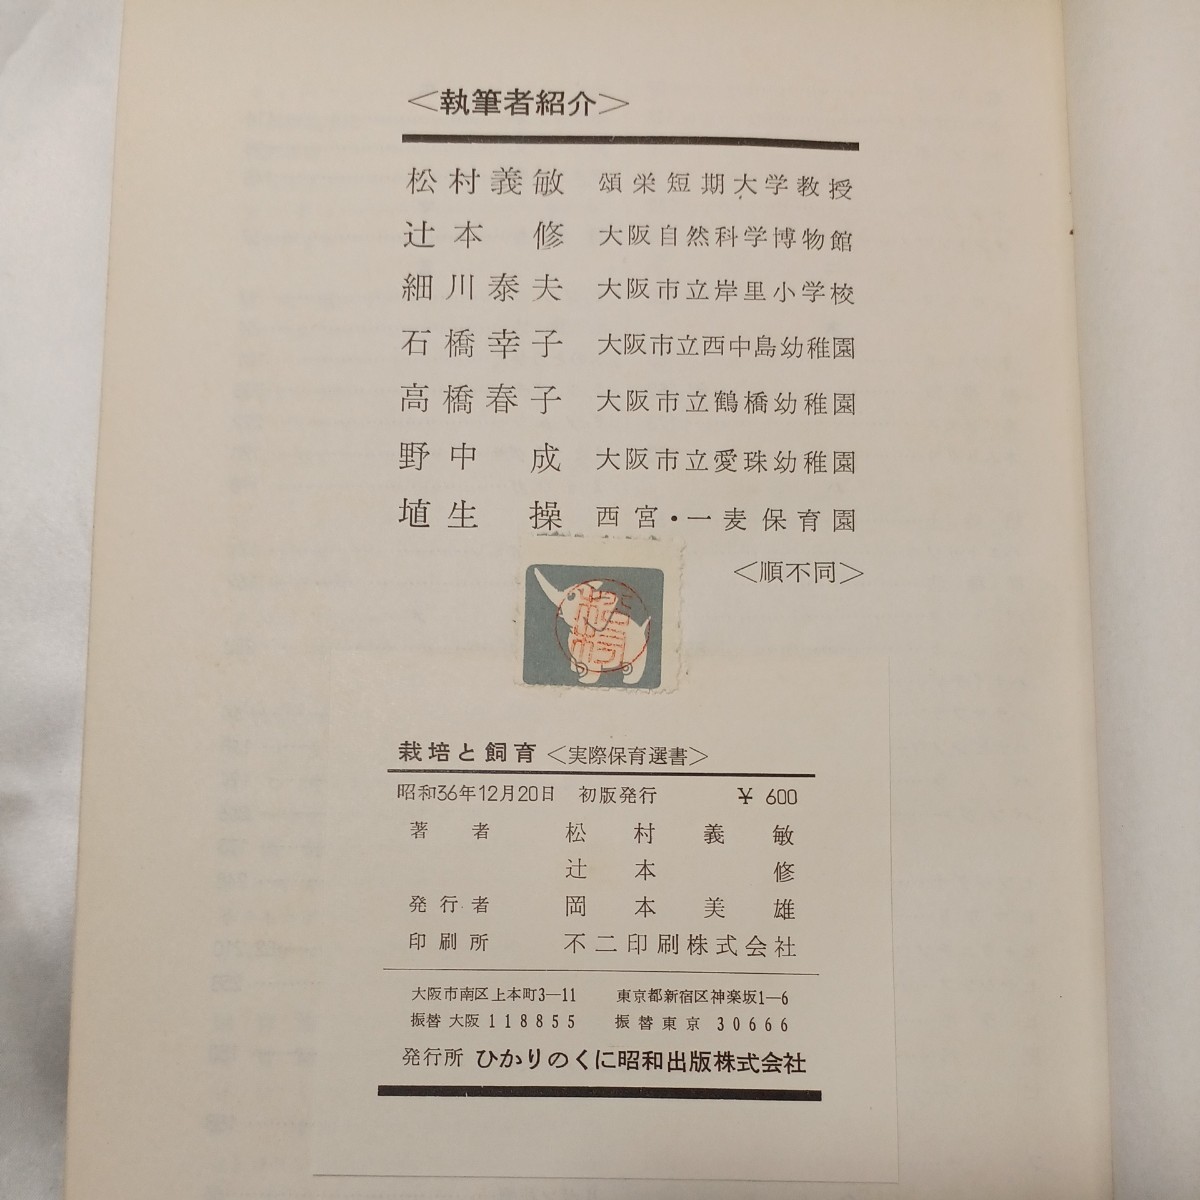 ＜執筆者紹介＞
松村義敏 頌栄短期大学教授
辻本 修 大阪自然科学博物館
細川泰夫 大阪市立岸里小学校
石橋幸子 大阪市立西中島幼稚園
高橋春子 大阪市立鶴橋幼稚園
野中 成 大阪市立愛珠幼稚園
埴生 操 西宮・一麦保育園
＜順不同＞
栽培と飼育 ＜実際保育選書＞
昭和36年12月20日 初版発行 ¥ 600
著者 松村義敏
辻本 修
発行者 岡本美雄
印刷所 不二印刷株式会社
大阪市南区上本町3—11 東京都新宿区神楽坂1—6
振替大阪 118855 振替東京 30666
発行所 ひかりのくに昭和出版株式会社